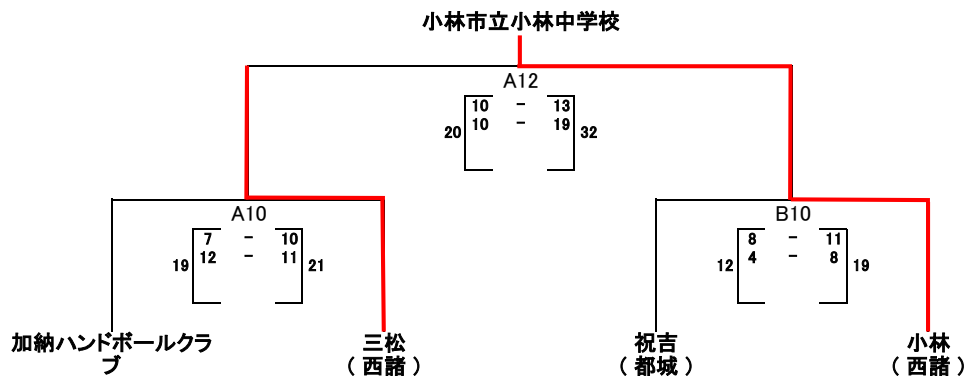 小林市立小林中学校
A12
10 - 13
20 10 - 19 32
A10
7 - 10
19 12 - 11 21
B10
8 - 11
12 4 - 8 19
加納ハンドボールクラ
ブ
三松
( 西諸 )
祝吉
( 都城 )
小林
( 西諸 )